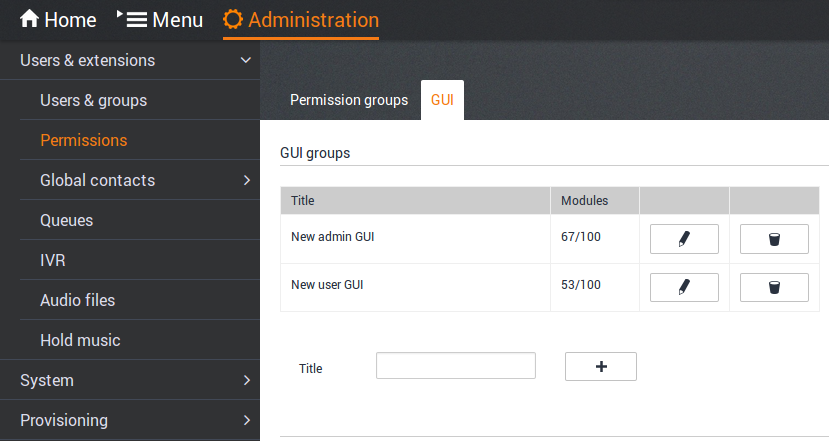 Home Menu Administration
Users & extensions
Users & groups
Permissions
Global contacts
Queues
IVR
Audio files
Hold music
System
Provisioning
Permission groups GUI
GUI groups
Title Modules
New admin GUI 67/100
New user GUI 53/100
Title